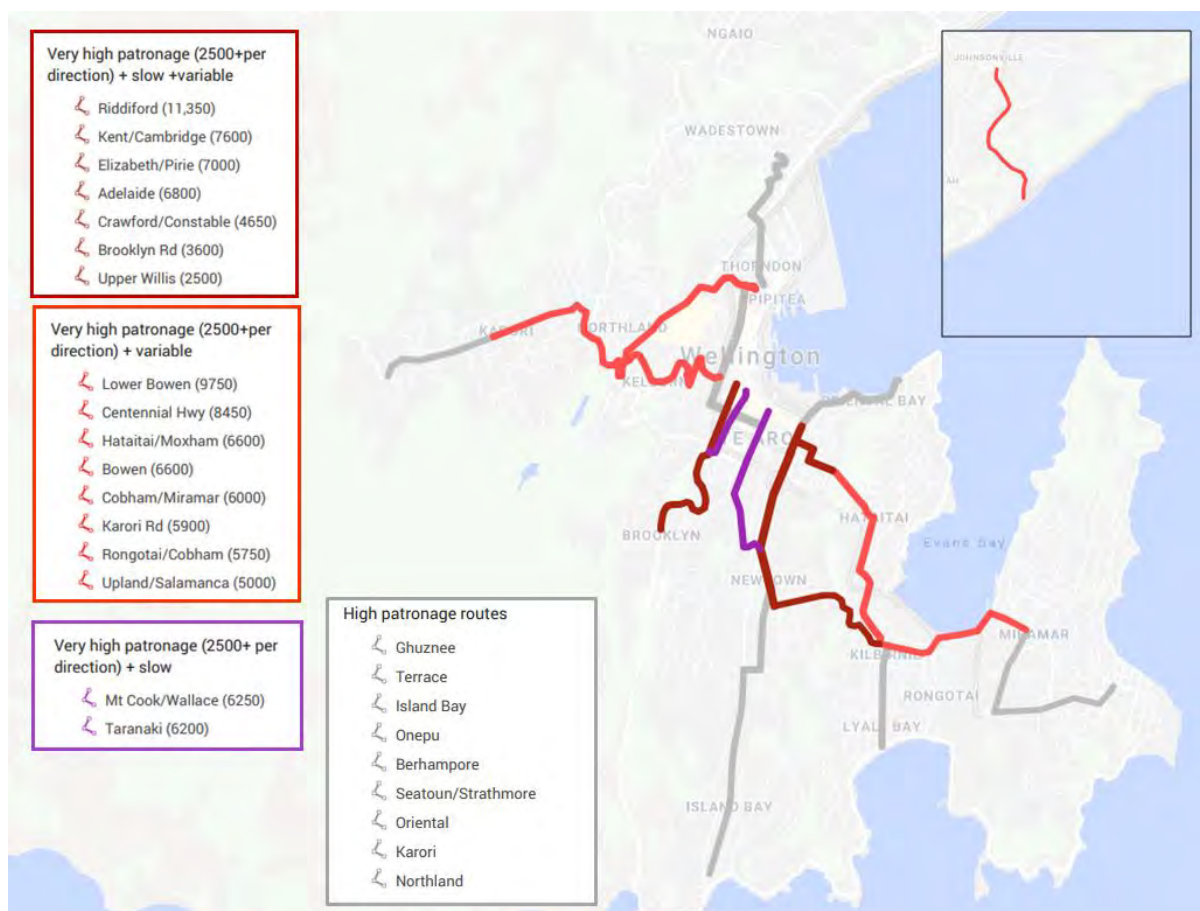 Very high patronage (2500+per
direction) + slow +variable
Riddiford (11,350)
Kent/Cambridge (7600)
Elizabeth/Pirie (7000)
Adelaide (6800)
Crawford/Constable (4650)
Brooklyn Rd (3600)
Upper Willis (2500)
Very high patronage (2500+per
direction) + variable
Lower Bowen (9750)
Centennial Hwy (8450)
Hataitai/Moxham (6600)
Bowen (6600)
Cobham/Miramar (6000)
Karori Rd (5900)
Rongotai/Cobham (5750)
Upland/Salamanca (5000)
Very high patronage (2500+ per
direction) + slow
Mt Cook/Wallace (6250)
Taranaki (6200)
High patronage routes
Ghuznee
Terrace
Island Bay
Onepu
Berhampore
Seatoun/Strathmore
Oriental
Karori
Northland
NGAIO
JOHNSONVILLE
WADESTOWN
AH
THORNDON
PIPITEA
KARORI
NORTHLAND
Wellington
KELBURN
ORIENTAL BAY
TE ARO
BROOKLYN
HATAITAI
Evans Bay
NEWTOWN
MIRAMAR
KILBIRNIE
RONGOTAI
LYALL BAY
ISLAND BAY